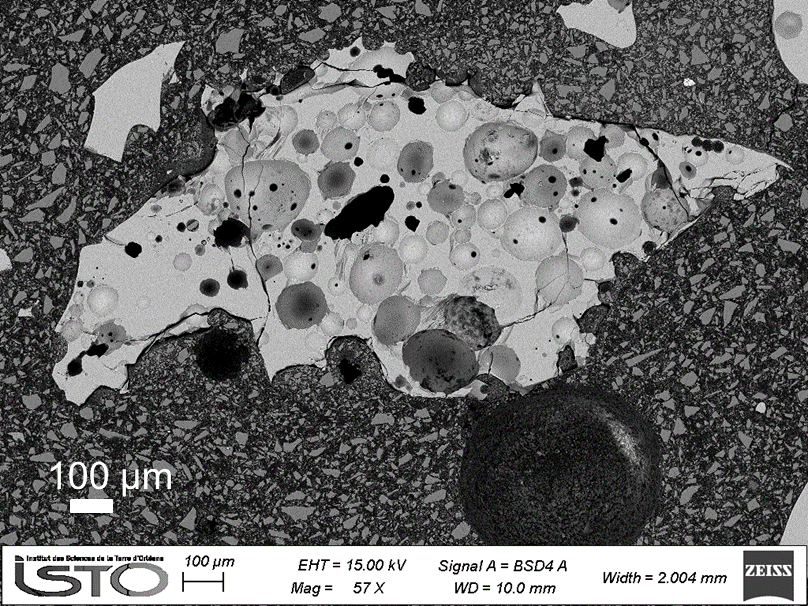 100 µm
Institut des Sciences de la Terre d'Orléans
ISTO
100 µm
EHT = 15.00 kV
Mag = 57 X
Signal A = BSD4 A
WD = 10.0 mm
Width = 2.004 mm
ZEISS